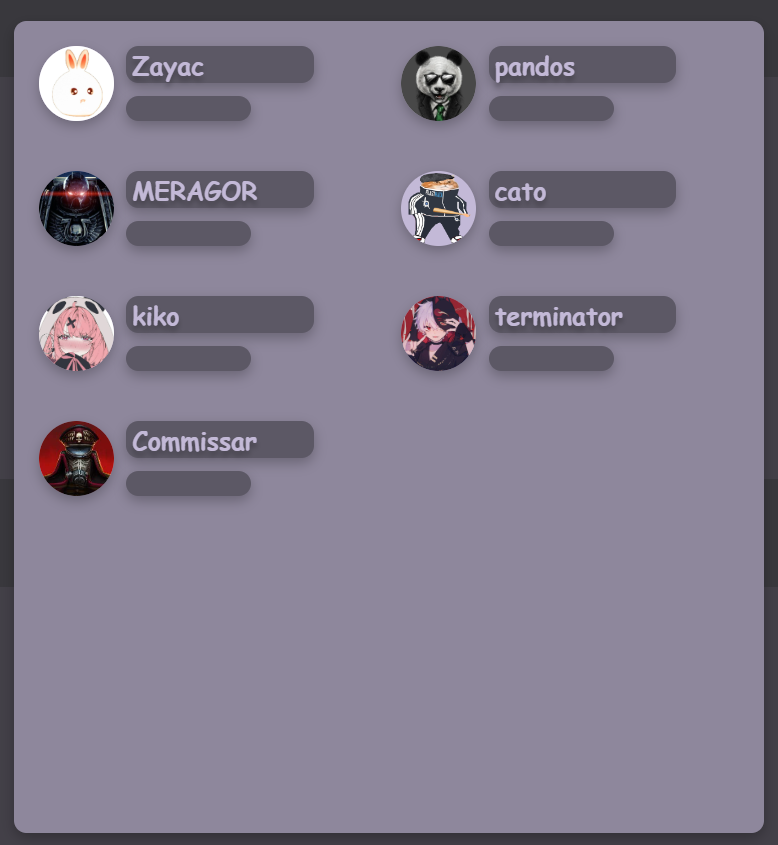 Zayac
pandos
MERAGOR
cato
kiko
terminator
Commissar